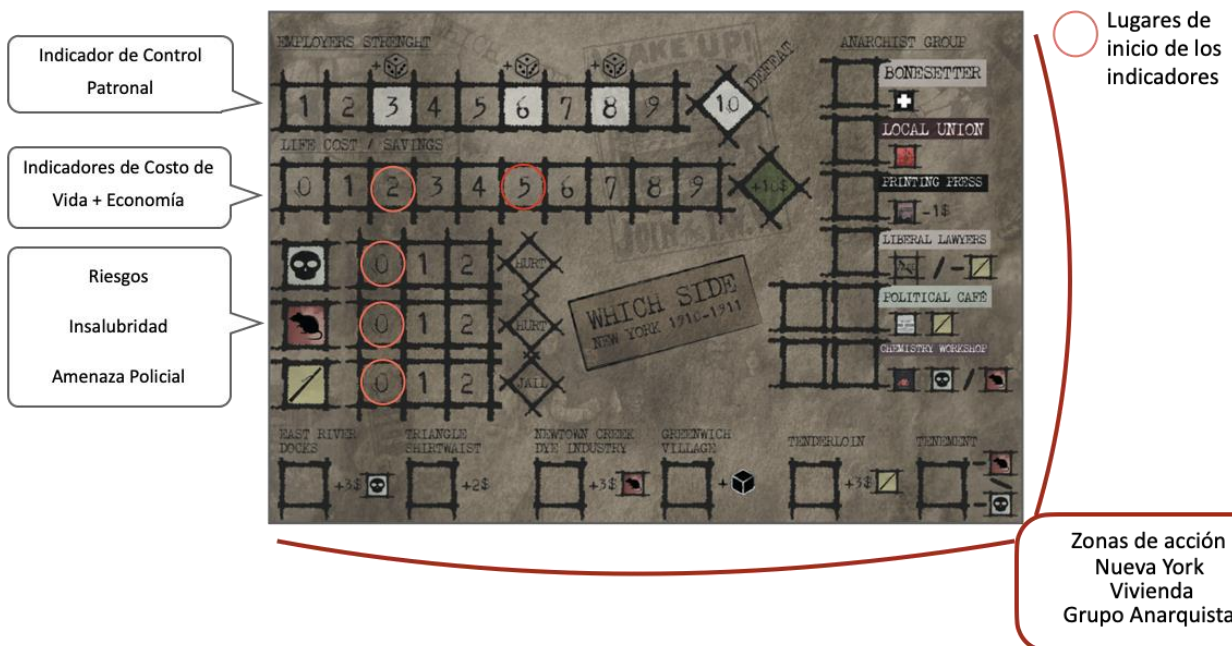 Indicador de Control
Patronal
Indicadores de Costo de
Vida + Economía
Riesgos
Insalubridad
Amenaza Policial
EMPLOYERS STRENGHT
+ + +
1 2 3 4 5 6 7 8 9 10
DEFEAT
LIFE COST / SAVINGS
0 1 2 3 4 5 6 7 8 9 +10$
0 1 2 HURT
0 1 2 HURT
0 1 2 JAIL
MAKE UP!
JOIN
WHICH SIDE
NEW YORK 1910-1911
ANARCHIST GROUP
BONESETTER
LOCAL UNION
PRINTING PRESS
-1$
LIBERAL LAWYERS
/ -
POLITICAL CAFÉ
CHEMISTRY WORKSHOP
/
EAST RIVER
DOCKS
+3$
TRIANGLE
SHIRTWAIST
+2$
NEWTOWN CREEK
DYE INDUSTRY
+3$
GREENWICH
VILLAGE
+
TENDERLOIN
+3$
TENEMENT
-
/
-
Lugares de
inicio de los
indicadores
Zonas de acción
Nueva York
Vivienda
Grupo Anarquista